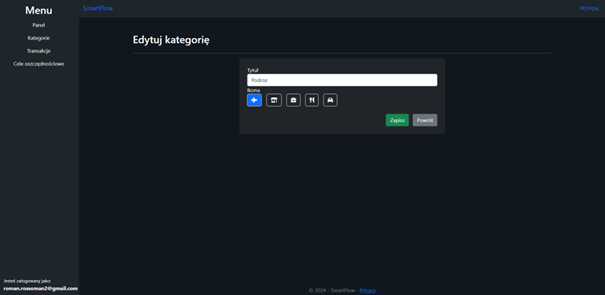 Menu
SmartFlow
Wyloguj
Panel
Kategorie
Transakcje
Cele oszczędnościowe
Edytuj kategorię
Tytuł
Podroz
Ikona
Zapisz
Powrót
Jesteś zalogowany jako:
roman.rossoman2@gmail.com
© 2024 - SmartFlow - Privacy